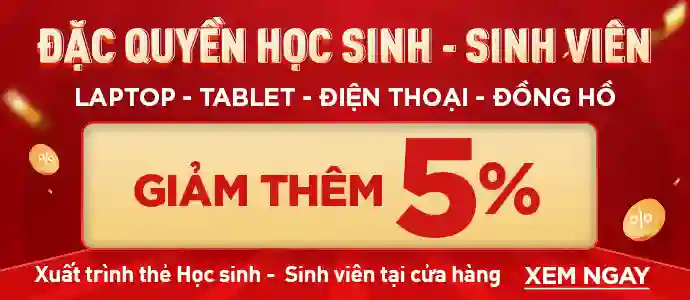 ĐẶC QUYỀN HỌC SINH - SINH VIÊN
LAPTOP - TABLET - ĐIỆN THOẠI - ĐỒNG HỒ
GIẢM THÊM 5%
Xuất trình thẻ Học sinh - Sinh viên tại cửa hàng XEM NGAY